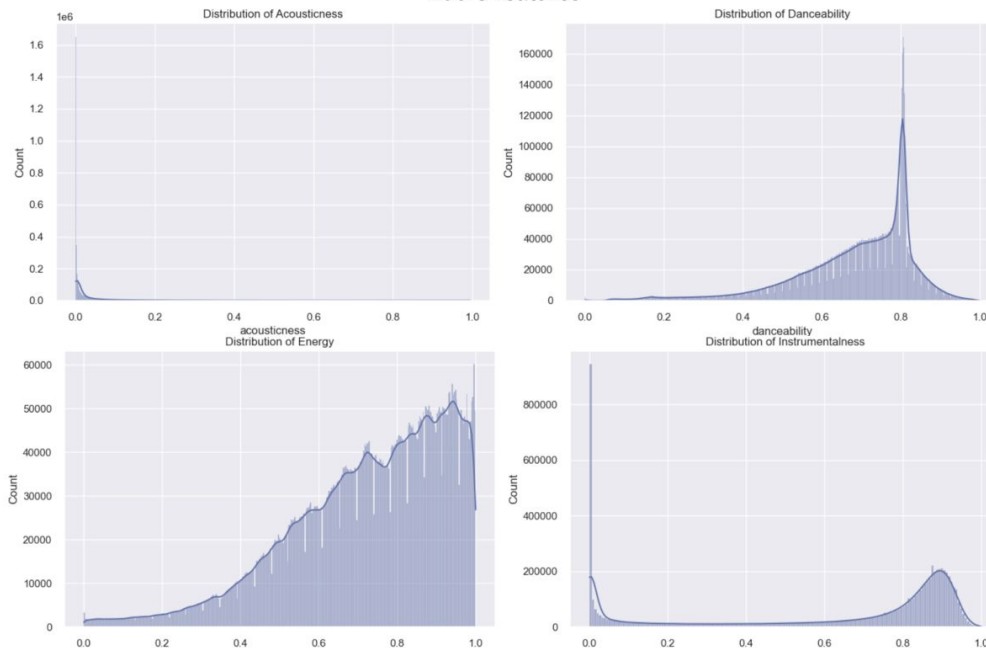 Distribution of Acousticness
1e6
1.6
1.4
1.2
1.0
0.8
0.6
0.4
0.2
0.0
Count
0.0 0.2 0.4 0.6 0.8 1.0
acousticness
Distribution of Danceability
160000
140000
120000
100000
80000
60000
40000
20000
0
Count
0.0 0.2 0.4 0.6 0.8 1.0
danceability
Distribution of Energy
60000
50000
40000
30000
20000
10000
0
Count
0.0 0.2 0.4 0.6 0.8 1.0
Distribution of Instrumentalness
800000
600000
400000
200000
0
Count
0.0 0.2 0.4 0.6 0.8 1.0